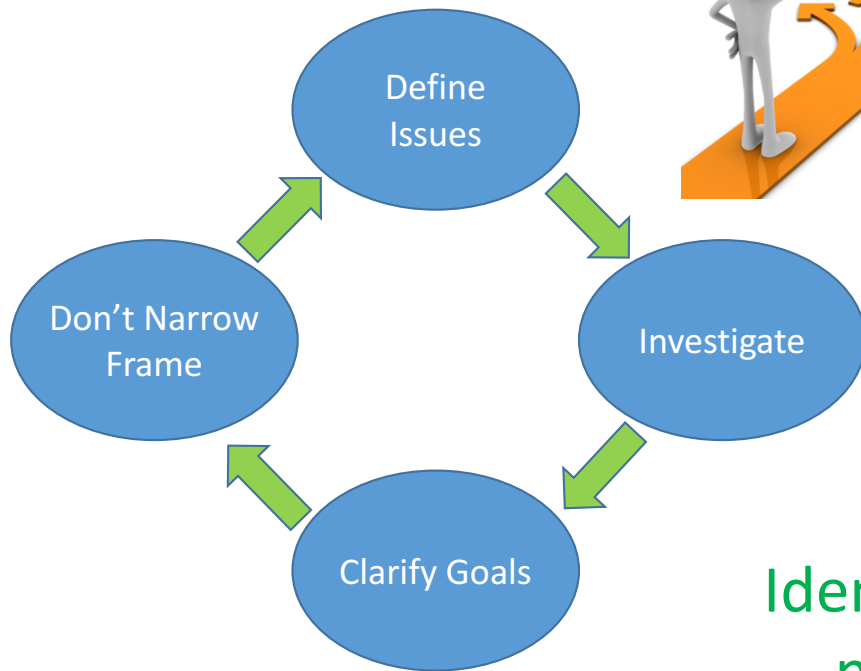 Define
Issues
Don’t Narrow
Frame
Investigate
Clarify Goals